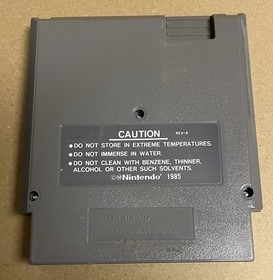 CAUTION REV-A
• DO NOT STORE IN EXTREME TEMPERATURES.
• DO NOT IMMERSE IN WATER.
• DO NOT CLEAN WITH BENZENE, THINNER,
ALCOHOL OR OTHER SUCH SOLVENTS.
©Nintendo® 1985